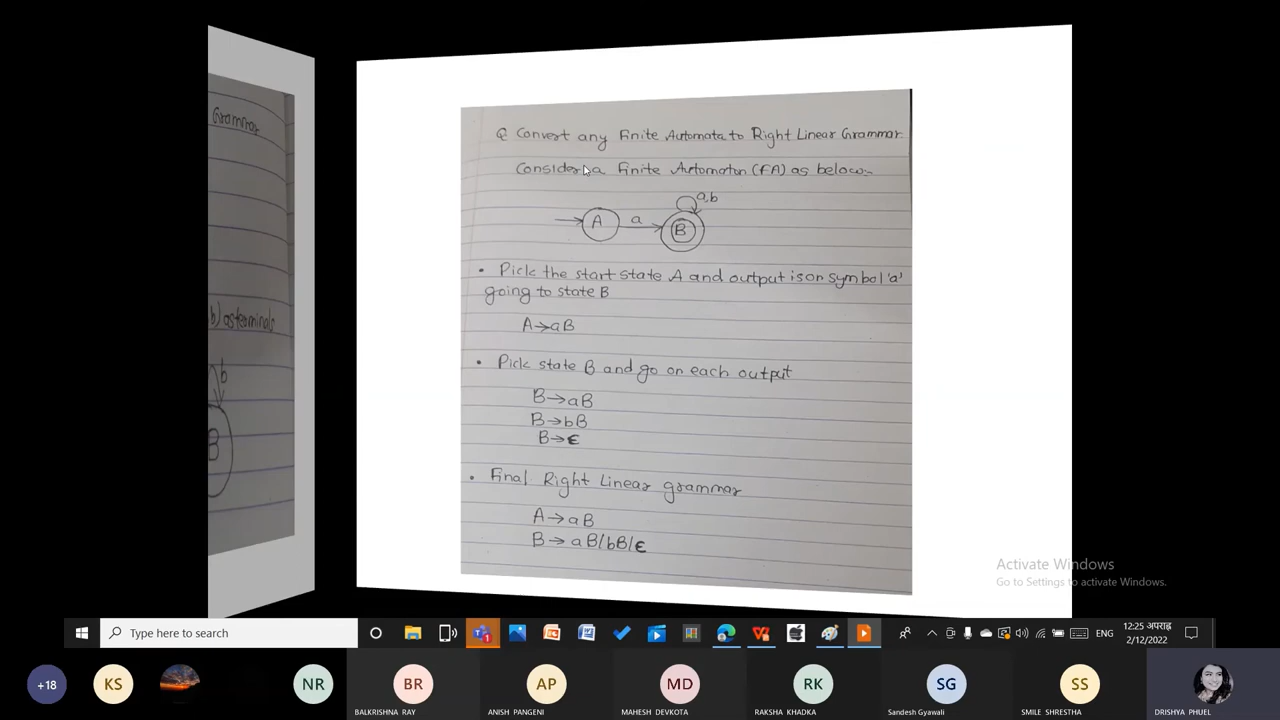 Grammar
b) as terminals
b
B
Q Convert any Finite Automata to Right Linear Grammar
Consider a Finite Automaton (FA) as below-
a,b
A
a
B
• Pick the start state A and output is on symbol 'a'
going to state B
A→aB
• Pick state B and go on each output
B→aB
B→bB
B→ϵ
• Final Right Linear grammar
A→aB
B→aB/bB/ϵ
Activate Windows
Go to Settings to activate Windows.
Type here to search
1
ENG
12:25 अपराह्न
2/12/2022
+18
KS
NR
BR
BALKRISHNA RAY
AP
ANISH PANGENI
MD
MAHESH DEVKOTA
RK
RAKSHA KHADKA
SG
Sandesh Gyawali
SS
SMILE SHRESTHA
DRISHYA PHUEL